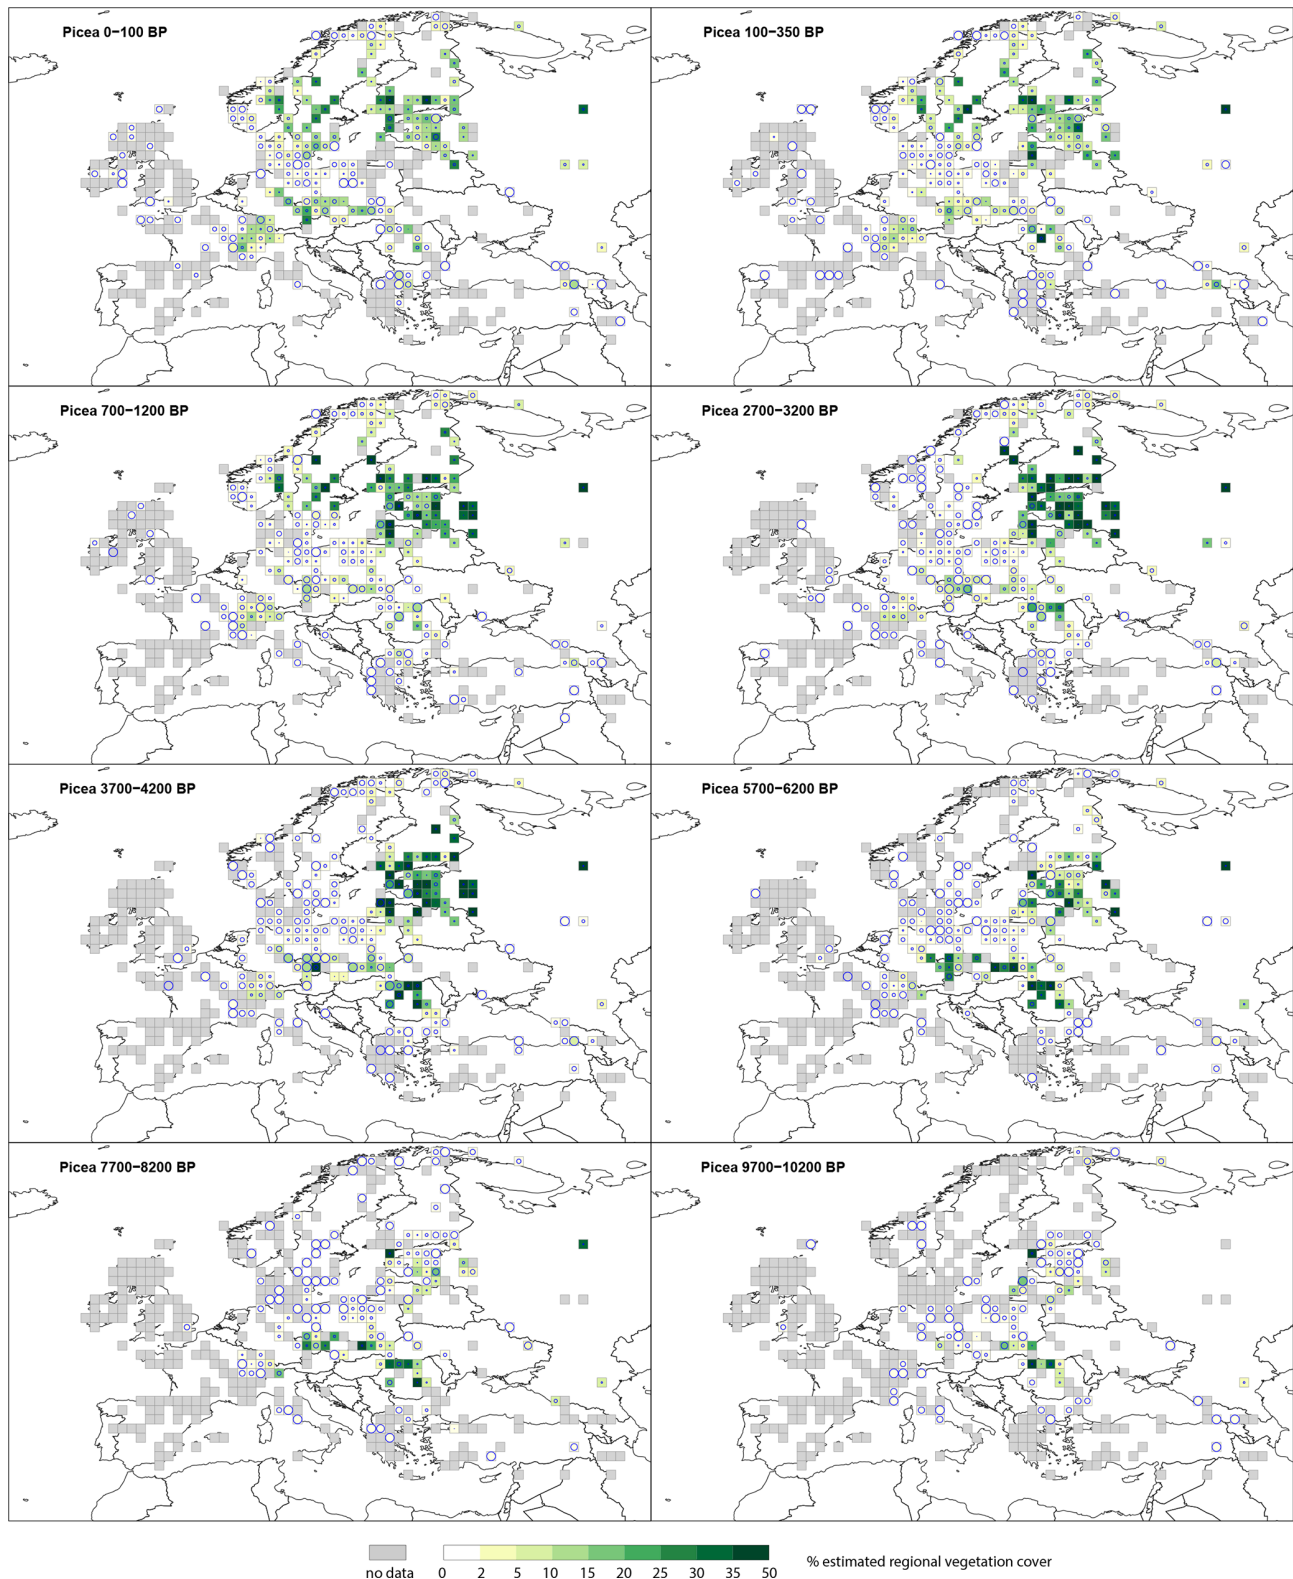 Picea 0−100 BP
Picea 100−350 BP
Picea 700−1200 BP
Picea 2700−3200 BP
Picea 3700−4200 BP
Picea 5700−6200 BP
Picea 7700−8200 BP
Picea 9700−10200 BP
% estimated regional vegetation cover
no data
0 2 5 10 15 20 25 30 35 50